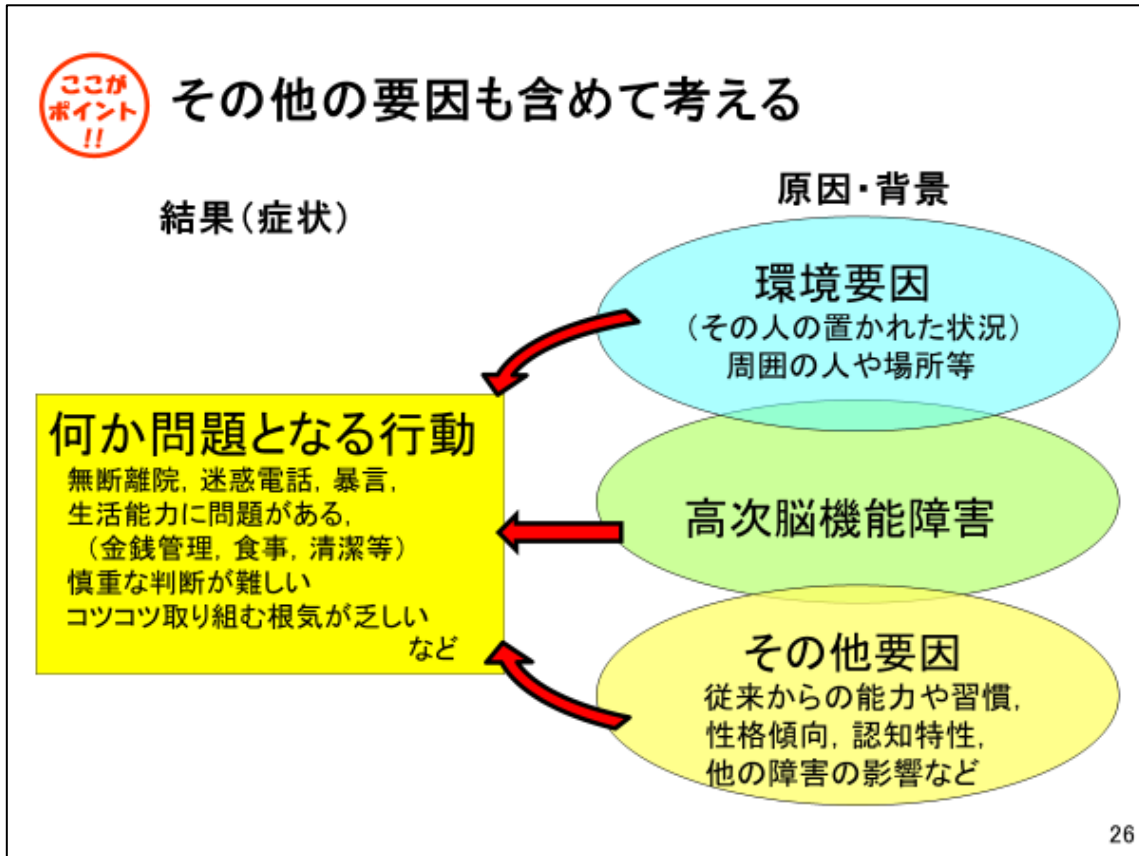 ここが
ポイント
!!
その他の要因も含めて考える
結果(症状)
原因・背景
環境要因
(その人の置かれた状況)
周囲の人や場所等
何か問題となる行動
無断離院, 迷惑電話, 暴言,
生活能力に問題がある,
(金銭管理, 食事, 清潔等)
慎重な判断が難しい
コツコツ取り組む根気が乏しい
など
高次脳機能障害
その他要因
従来からの能力や習慣,
性格傾向, 認知特性,
他の障害の影響など
26